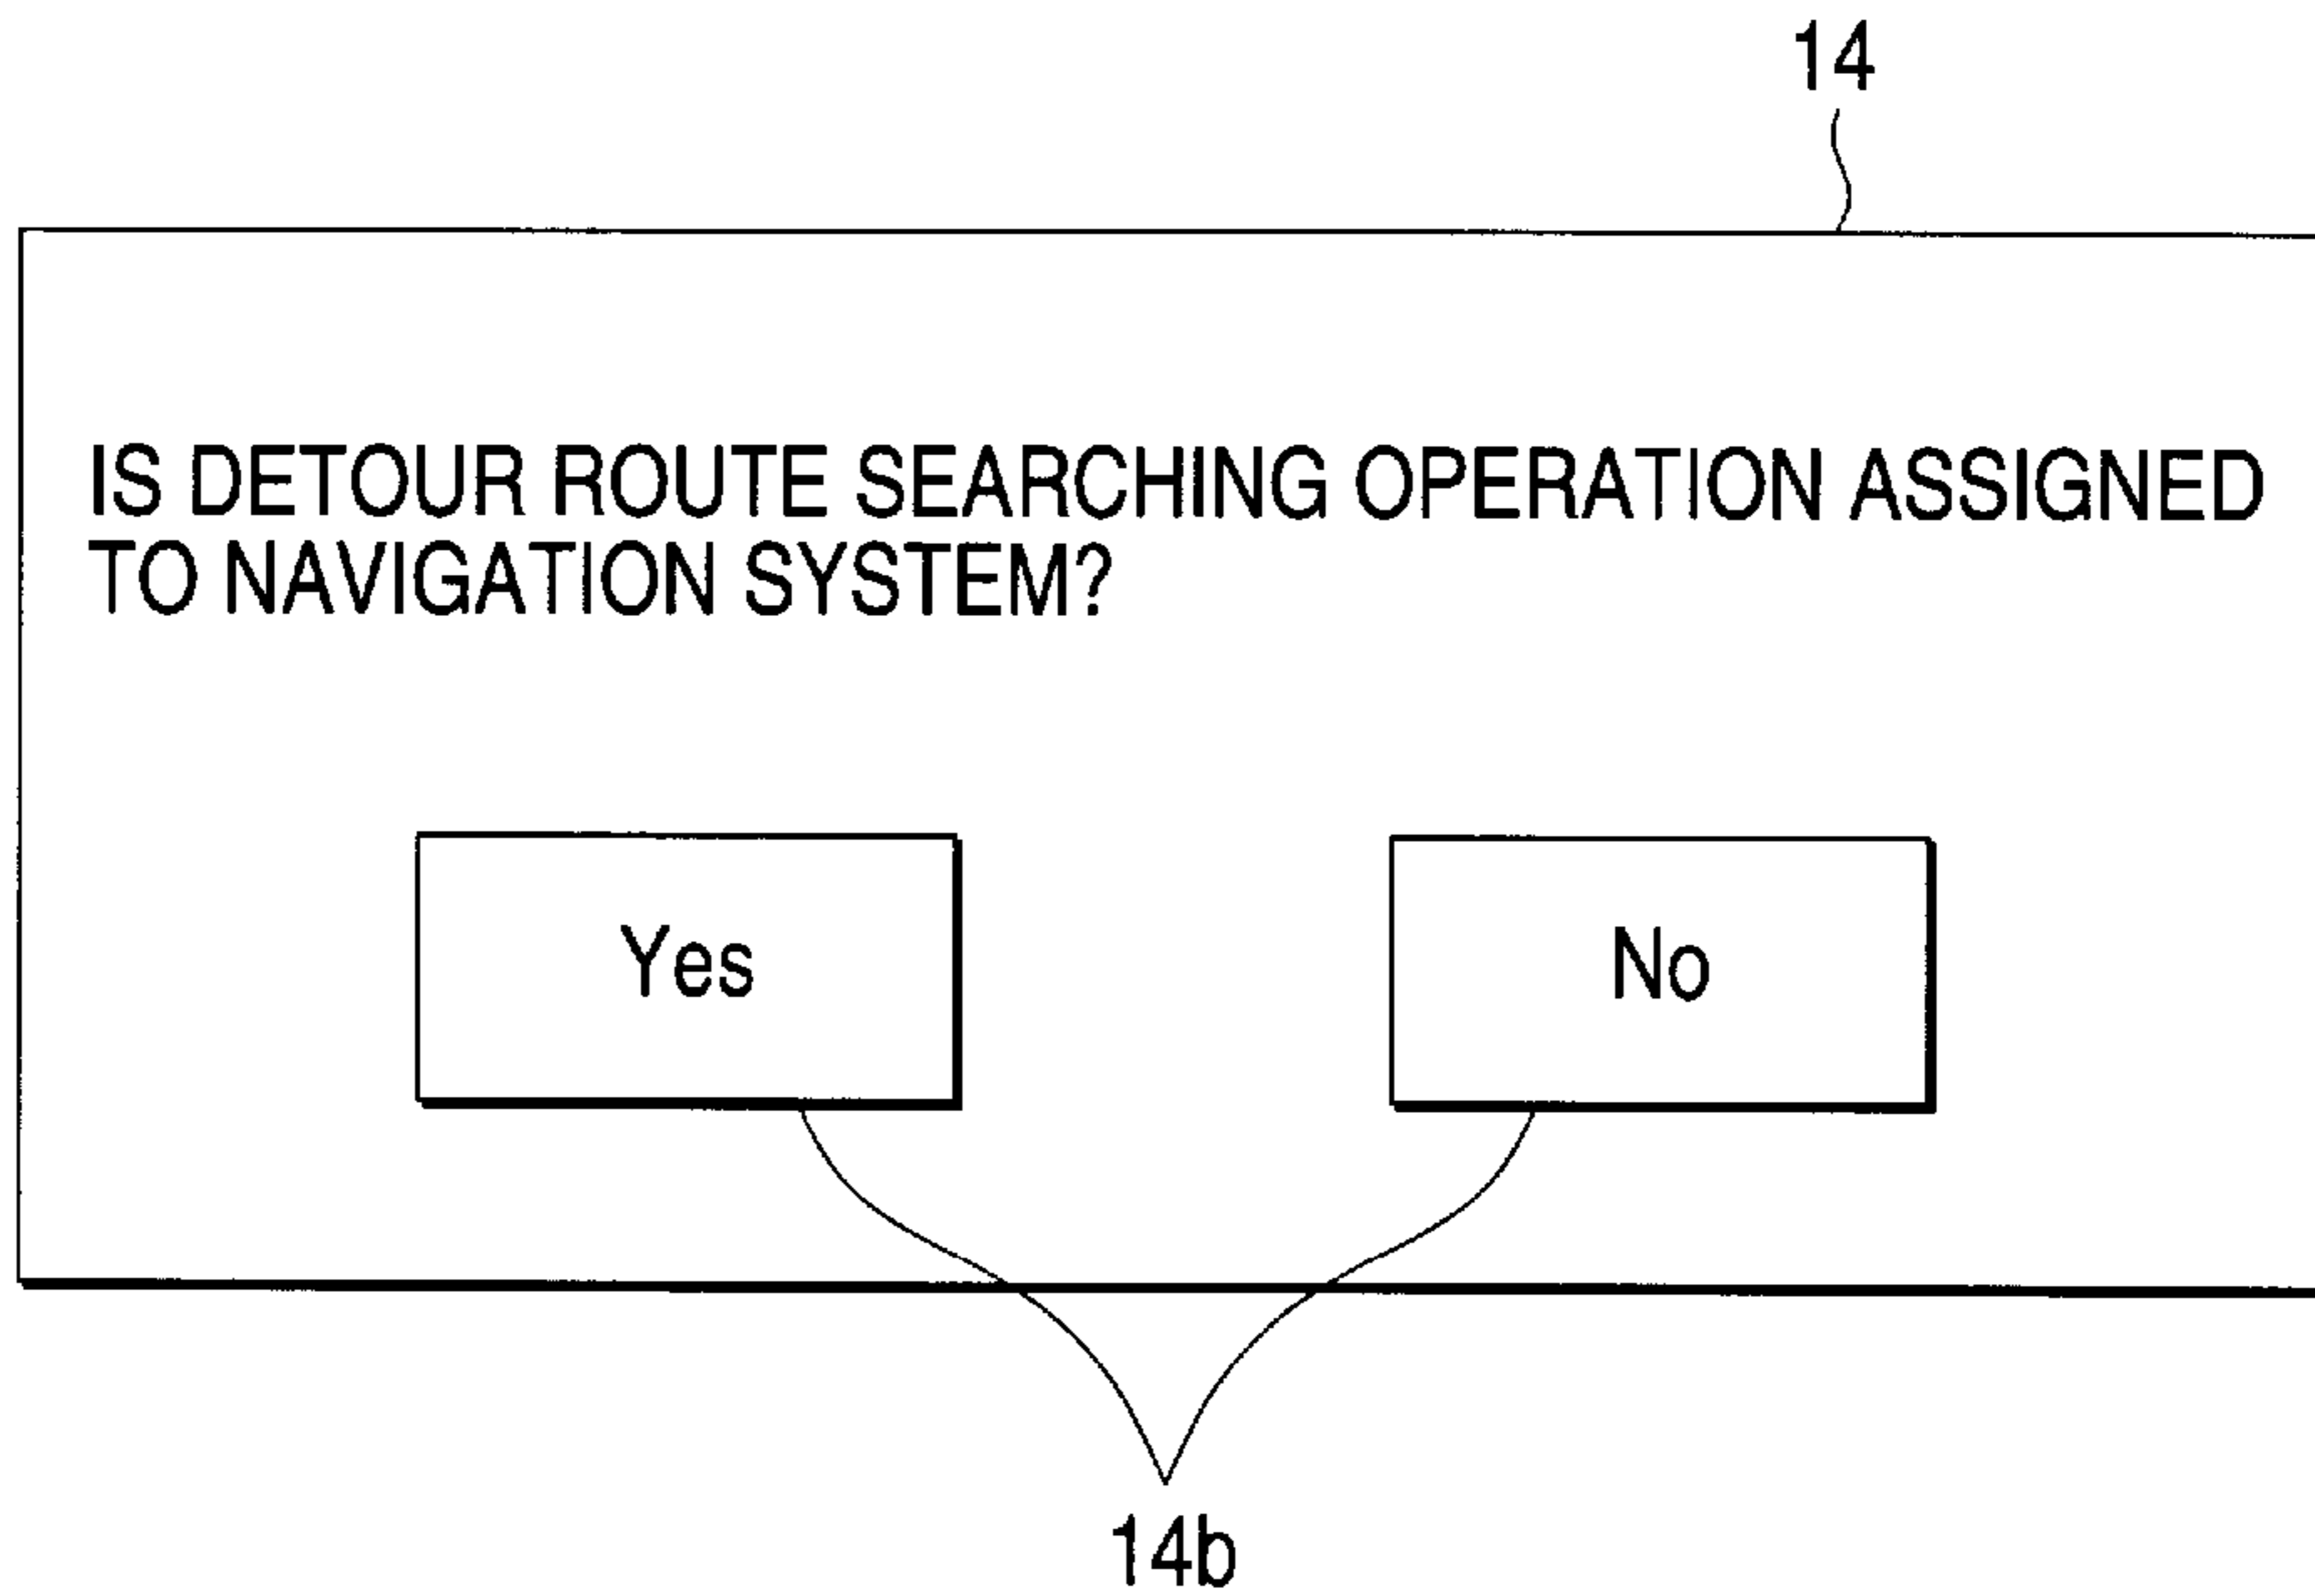 14
IS DETOUR ROUTE SEARCHING OPERATION ASSIGNED
TO NAVIGATION SYSTEM?
Yes
No
14b